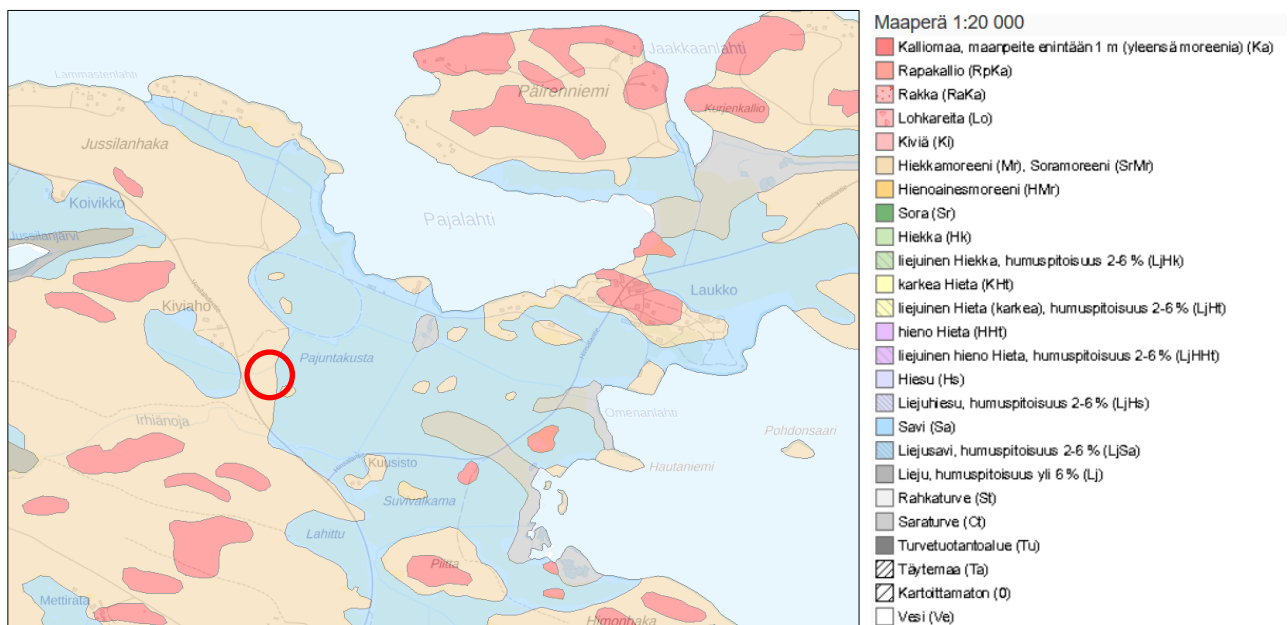 Lammastenlahti
Jaakkaanlahti
Päirenniemi
Kurjenkallio
Jussilanhaka
Koivikko
Pajalahti
Jussilanjärvi
Laukko
Kiviaho
Pajuntakusta
Irhiänoja
Omenanlahti
Pohdonsaari
Kuusisto
Hautaniemi
Suvivalkama
Lahittu
Piltta
Mettirata
Himonhaka
Maaperä 1:20 000
Kalliomaa, maanpeite enintään 1 m (yleensä moreenia) (Ka)
Rapakallio (RpKa)
Rakka (RaKa)
Lohkareita (Lo)
Kiviä (Ki)
Hiekkamoreeni (Mr), Soramoreeni (SrMr)
Hienoainesmoreeni (HMr)
Sora (Sr)
Hiekka (Hk)
liejuinen Hiekka, humuspitoisuus 2-6 % (LjHk)
karkea Hieta (KHt)
liejuinen Hieta (karkea), humuspitoisuus 2-6 % (LjHt)
hieno Hieta (HHt)
liejuinen hieno Hieta, humuspitoisuus 2-6 % (LjHHt)
Hiesu (Hs)
Liejuhiesu, humuspitoisuus 2-6 % (LjHs)
Savi (Sa)
Liejusavi, humuspitoisuus 2-6 % (LjSa)
Lieju, humuspitoisuus yli 6 % (Lj)
Rahkaturve (St)
Saraturve (Ct)
Turvetuotantoalue (Tu)
Täytemaa (Ta)
Kartoittamaton (0)
Vesi (Ve)